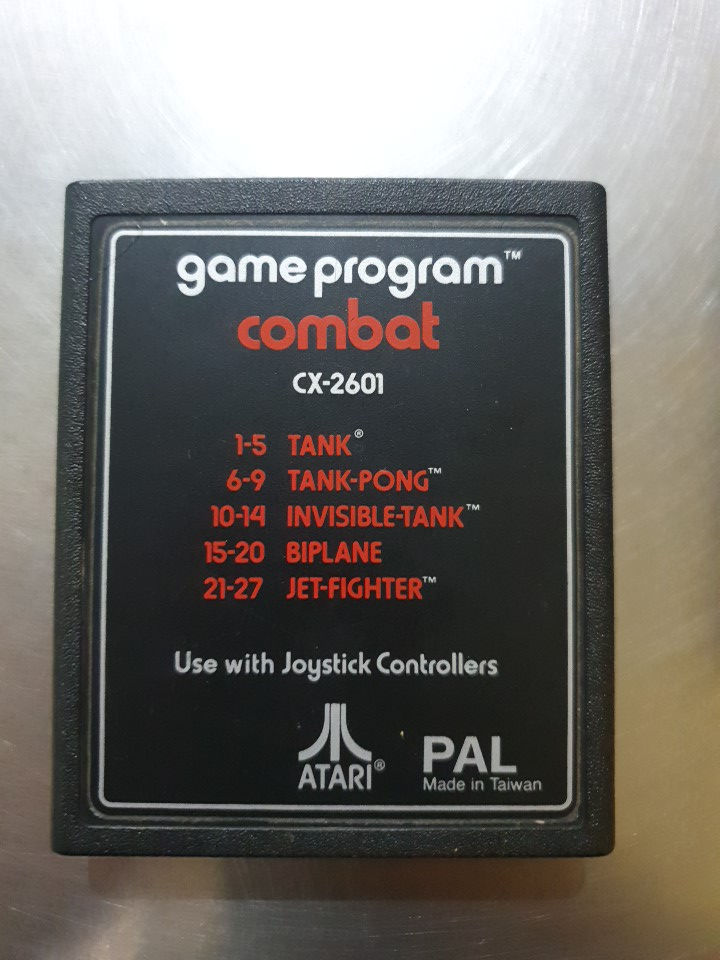 game program™
combat
CX-2601
1-5 TANK®
6-9 TANK-PONG™
10-14 INVISIBLE-TANK™
15-20 BIPLANE
21-27 JET-FIGHTER™
Use with Joystick Controllers
ATARI®
PAL
Made in Taiwan